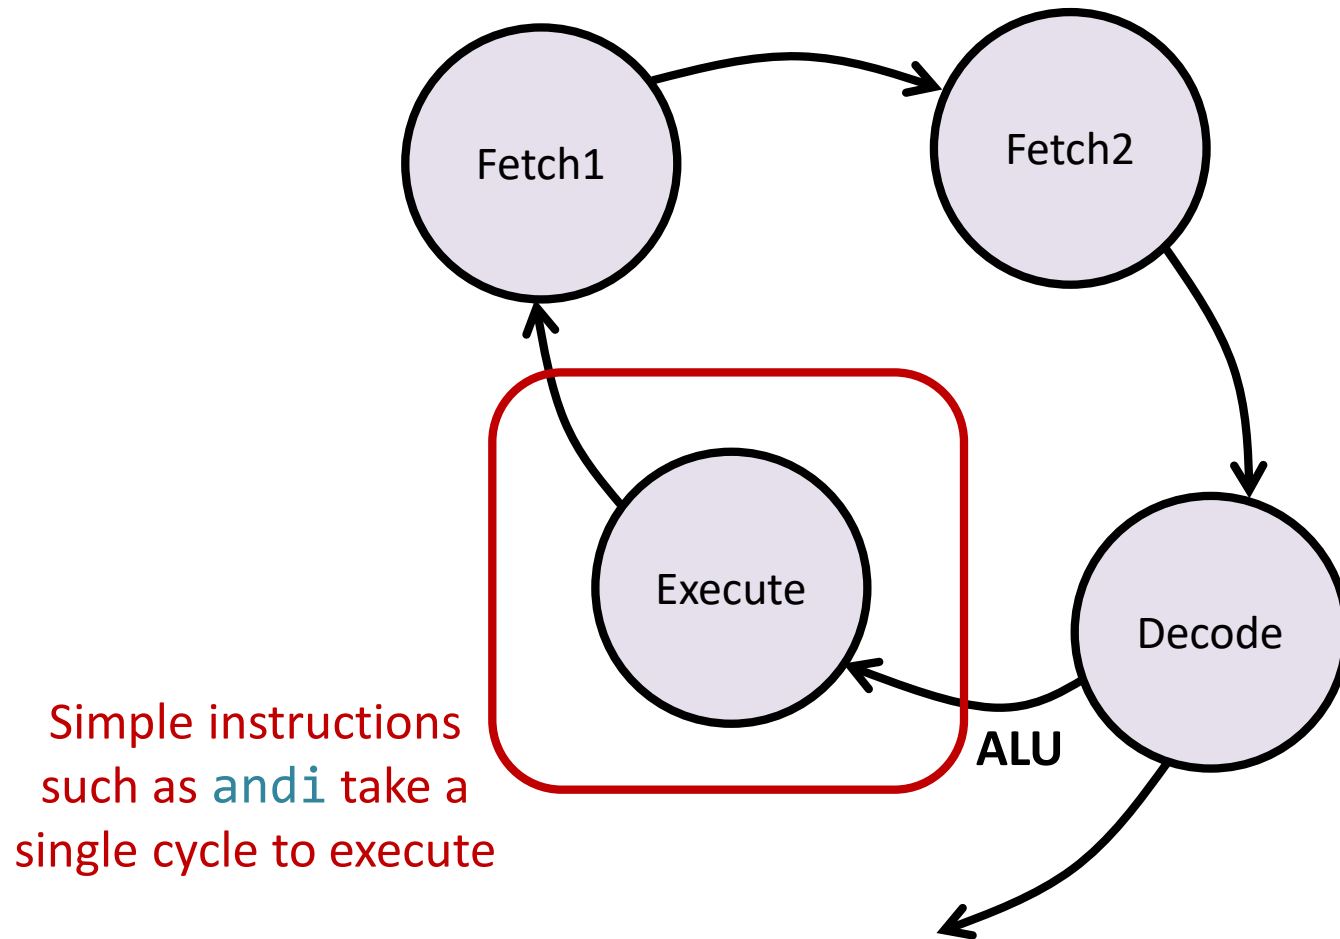 Fetch1
Fetch2
Execute
Decode
ALU
Simple instructions
such as andi take a
single cycle to execute